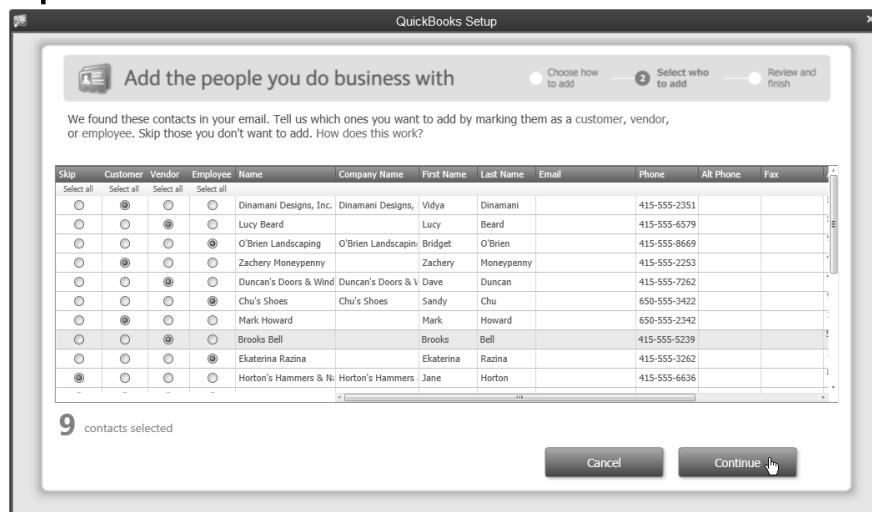 QuickBooks Setup
Add the people you do business with
Choose how to add
2 Select who to add
Review and finish
We found these contacts in your email. Tell us which ones you want to add by marking them as a customer, vendor,
or employee. Skip those you don't want to add. How does this work?
Skip Customer Vendor Employee Name Company Name First Name Last Name Email Phone Alt Phone Fax
Select all Select all Select all Select all
Dinamani Designs, Inc. Dinamani Designs, Vidya Dinamani 415-555-2351
Lucy Beard Lucy Beard 415-555-6579
O'Brien Landscaping O'Brien Landscapin Bridget O'Brien 415-555-8669
Zachery Moneypenny Zachery Moneypenny 415-555-2253
Duncan's Doors & Wind Duncan's Doors & Dave Duncan 415-555-7262
Chu's Shoes Chu's Shoes Sandy Chu 650-555-3422
Mark Howard Mark Howard 650-555-2342
Brooks Bell Brooks Bell 415-555-5239
Ekaterina Razina Ekaterina Razina 415-555-3262
Horton's Hammers & Horton's Hammers Jane Horton 415-555-6636
9 contacts selected
Cancel Continue